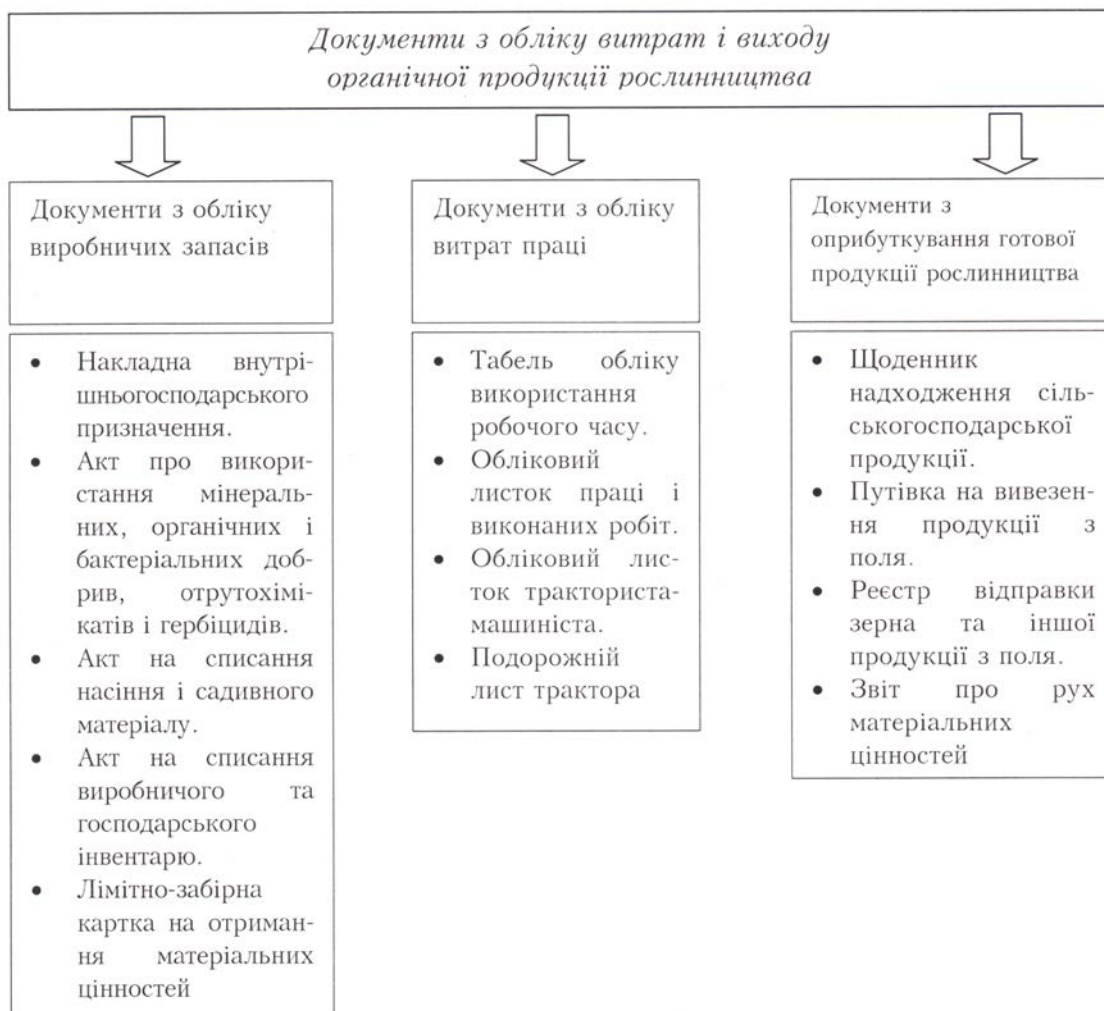 Документи з обліку витрат і виходу
органічної продукції рослинництва
Документи з обліку
виробничих запасів
Документи з обліку
витрат праці
Документи з
оприбуткування готової
продукції рослинництва
• Накладна внутрі-
шньогосподарського
призначення.
• Акт про викори-
стання мінераль-
них, органічних і
бактеріальних доб-
рив, отрутохімі-
катів і гербіцидів.
• Акт на списання
насіння і садивного
матеріалу.
• Акт на списання
виробничого та
господарського
інвентарю.
• Лімітно-забірна
картка на отриман-
ня матеріальних
цінностей
• Табель обліку
використання
робочого часу.
• Обліковий
листок праці і
виконаних робіт.
• Обліковий лис-
ток тракториста-
машиніста.
• Подорожній
лист трактора
• Щоденник
надходження сіль-
ськогосподарської
продукції.
• Путівка на вивезен-
ня продукції з
поля.
• Реєстр відправки
зерна та іншої
продукції з поля.
• Звіт про рух
матеріальних
цінностей